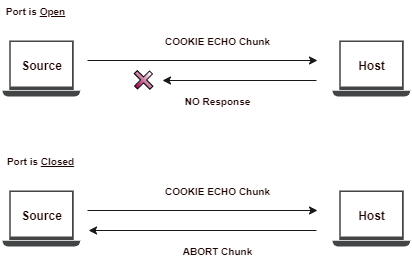 Port is Open
COOKIE ECHO Chunk
Source
Host
NO Response
Port is Closed
COOKIE ECHO Chunk
Source
Host
ABORT Chunk